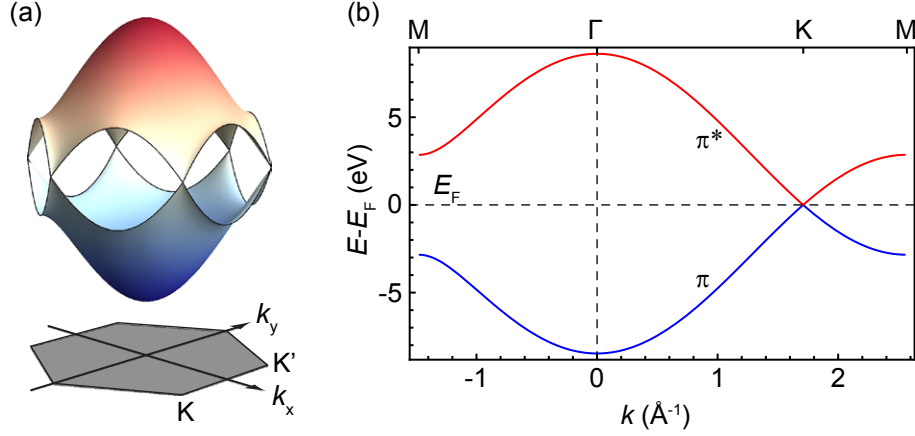 (a)
k_y
K'
k_x
K
(b)
M Γ K M
E-E_F (eV)
5
0
-5
E_F
π*
π
-1 0 1 2
k (Å⁻¹)